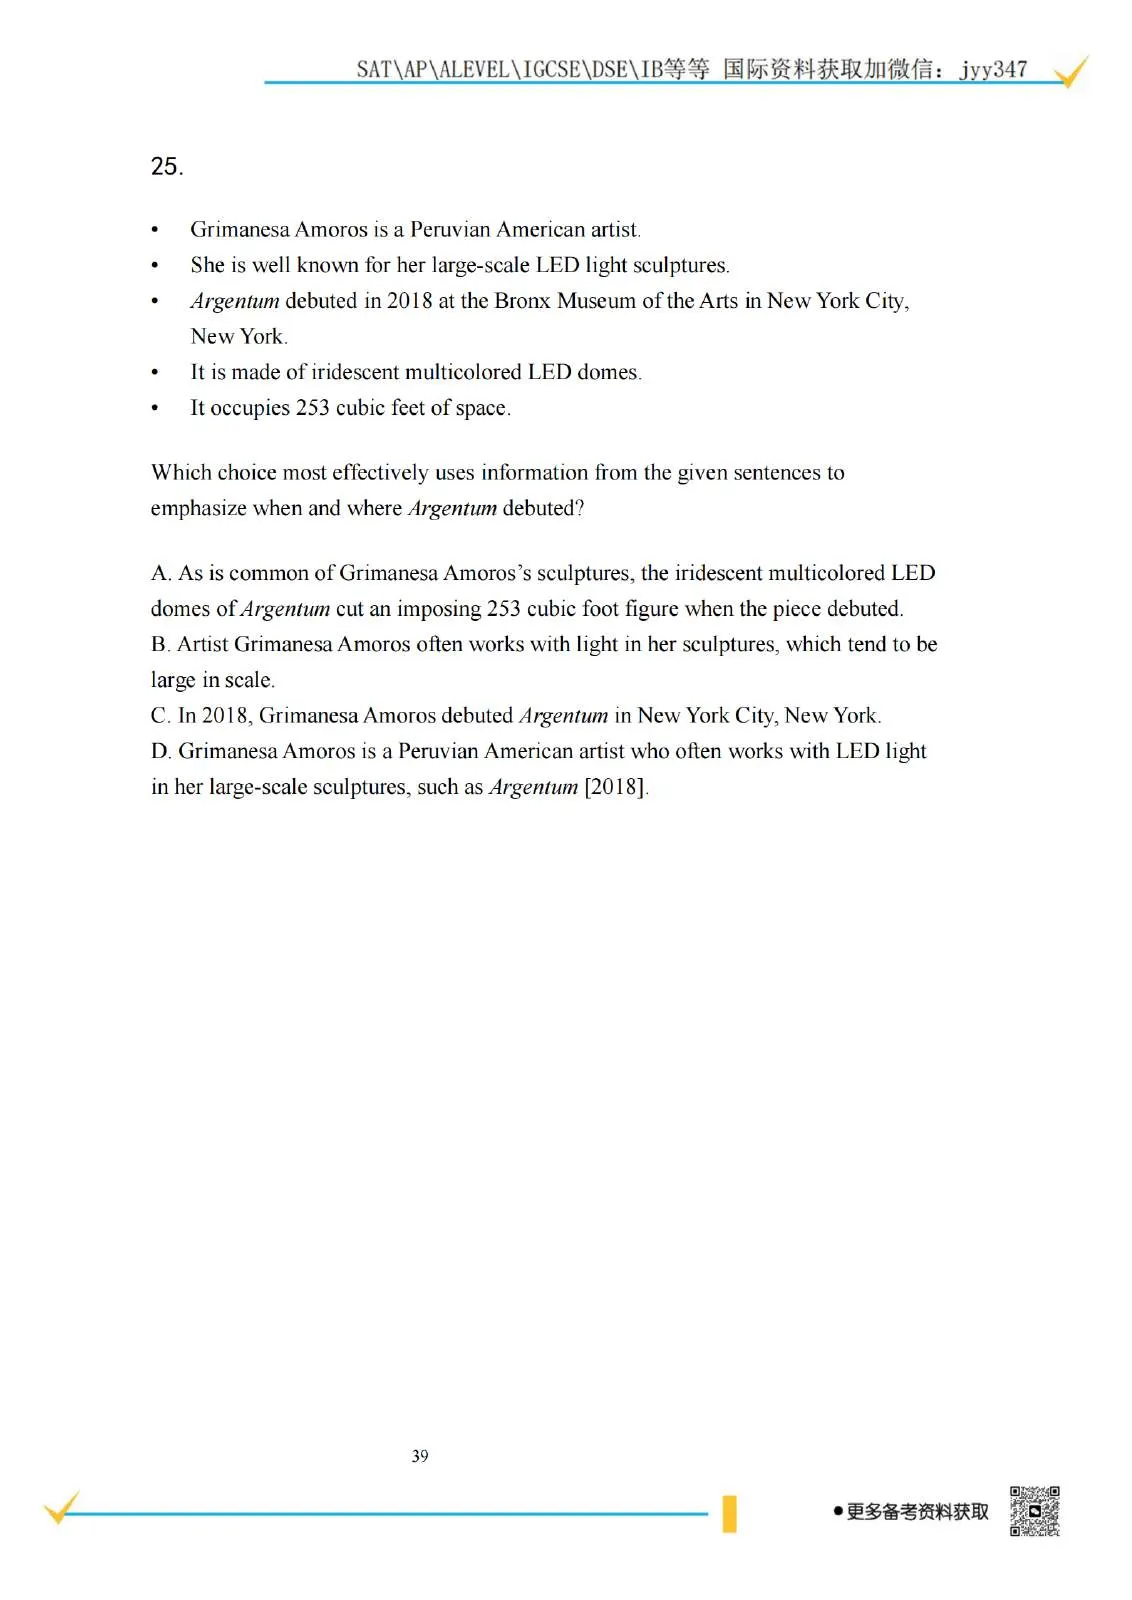 SAT\AP\ALEVEL\IGCSE\DSE\IB等等 国际资料获取加微信：jyy347
25.
• Grimanesa Amoros is a Peruvian American artist.
• She is well known for her large-scale LED light sculptures.
• Argentum debuted in 2018 at the Bronx Museum of the Arts in New York City,
New York.
• It is made of iridescent multicolored LED domes.
• It occupies 253 cubic feet of space.
Which choice most effectively uses information from the given sentences to
emphasize when and where Argentum debuted?
A. As is common of Grimanesa Amoros’s sculptures, the iridescent multicolored LED
domes of Argentum cut an imposing 253 cubic foot figure when the piece debuted.
B. Artist Grimanesa Amoros often works with light in her sculptures, which tend to be
large in scale.
C. In 2018, Grimanesa Amoros debuted Argentum in New York City, New York.
D. Grimanesa Amoros is a Peruvian American artist who often works with LED light
in her large-scale sculptures, such as Argentum [2018].
39
●更多备考资料获取